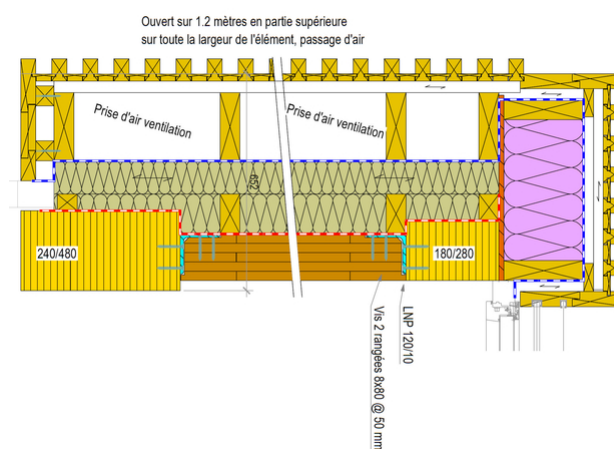 Ouvert sur 1.2 mètres en partie supérieure
sur toute la largeur de l'élément, passage d'air
Prise d'air ventilation
Prise d'air ventilation
652
240/480
180/280
LNP 120/10
Vis 2 rangées 8x80 @ 50 mm